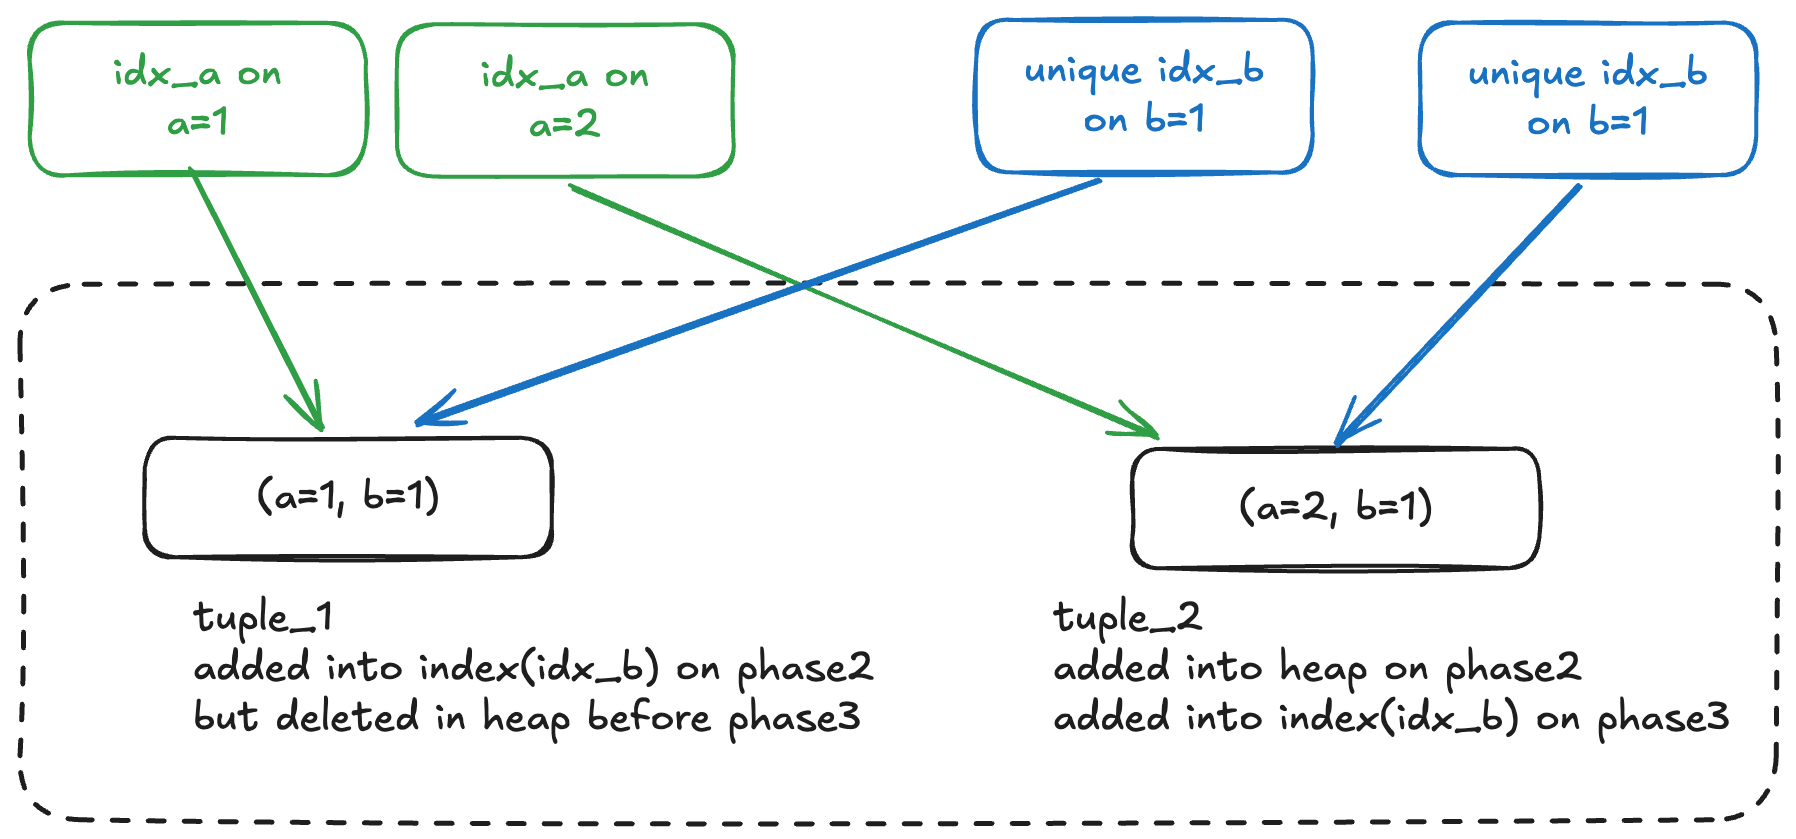 idx_a on
a=1
idx_a on
a=2
unique idx_b
on b=1
unique idx_b
on b=1
(a=1, b=1)
(a=2, b=1)
tuple_1
added into index(idx_b) on phase2
but deleted in heap before phase3
tuple_2
added into heap on phase2
added into index(idx_b) on phase3